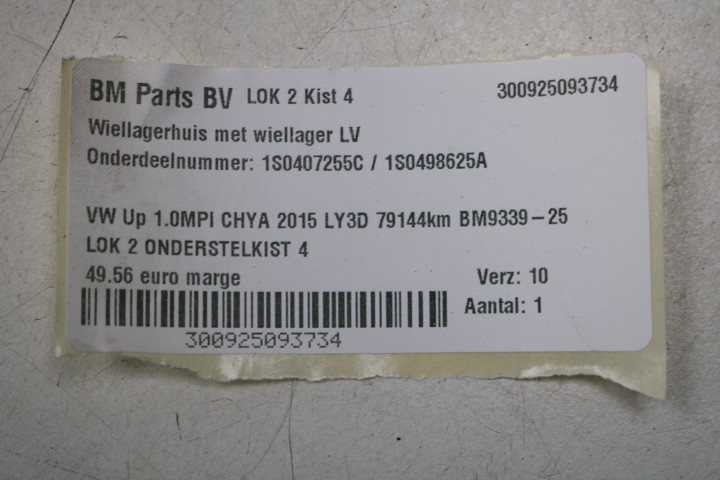 BM Parts BV LOK 2 Kist 4 300925093734
Wiellagerhuis met wiellager LV
Onderdeelnummer: 1S0407255C / 1S0498625A
VW Up 1.0MPI CHYA 2015 LY3D 79144km BM9339-25
LOK 2 ONDERSTELKIST 4
49.56 euro marge Verz: 10
Aantal: 1
300925093734